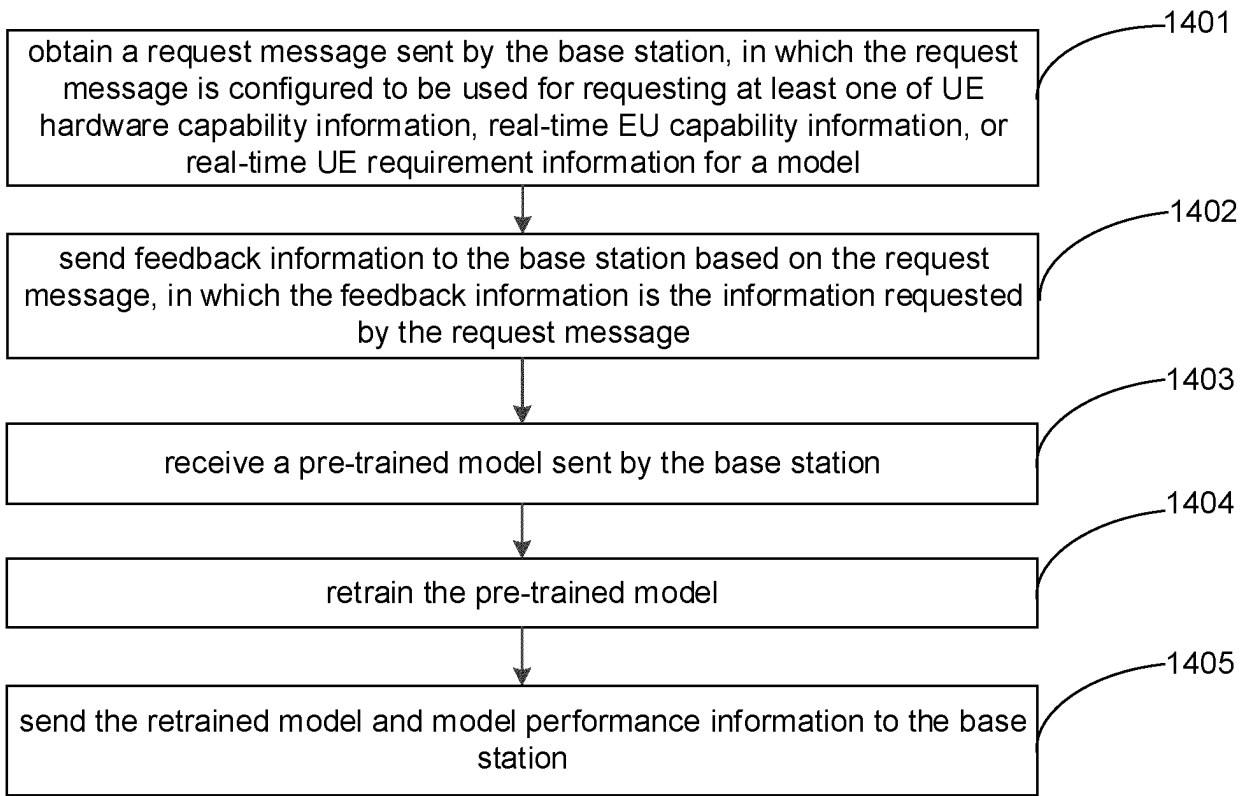 1401
obtain a request message sent by the base station, in which the request
message is configured to be used for requesting at least one of UE
hardware capability information, real-time EU capability information, or
real-time UE requirement information for a model
1402
send feedback information to the base station based on the request
message, in which the feedback information is the information requested
by the request message
1403
receive a pre-trained model sent by the base station
1404
retrain the pre-trained model
1405
send the retrained model and model performance information to the base
station